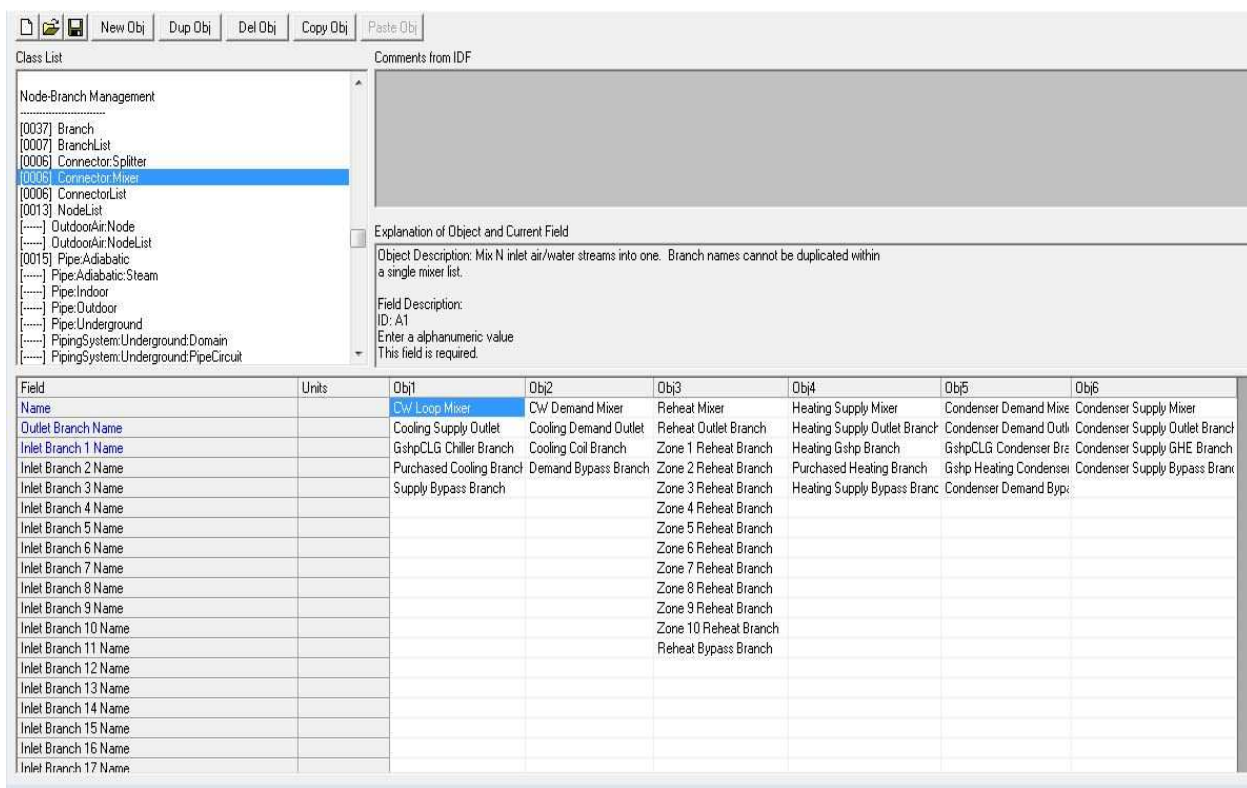 New Obj Dup Obj Del Obj Copy Obj Paste Obj
Class List
Node-Branch Management
----------------------------
[0037] Branch
[0007] BranchList
[0006] Connector:Splitter
[0006] Connector:Mixer
[0006] ConnectorList
[0013] NodeList
[------] OutdoorAir:Node
[------] OutdoorAir:NodeList
[0015] Pipe:Adiabatic
[------] Pipe:Adiabatic:Steam
[------] Pipe:Indoor
[------] Pipe:Outdoor
[------] Pipe:Underground
[------] PipingSystem:Underground:Domain
[------] PipingSystem:Underground:PipeCircuit
Comments from IDF
Explanation of Object and Current Field
Object Description: Mix N inlet air/water streams into one. Branch names cannot be duplicated within
a single mixer list.
Field Description:
ID: A1
Enter a alphanumeric value
This field is required.
Field Units Obj1 Obj2 Obj3 Obj4 Obj5 Obj6
Name CW Loop Mixer CW Demand Mixer Reheat Mixer Heating Supply Mixer Condenser Demand Mixe Condenser Supply Mixer
Outlet Branch Name Cooling Supply Outlet Cooling Demand Outlet Reheat Outlet Branch Heating Supply Outlet Branch Condenser Demand Outl Condenser Supply Outlet Branch
Inlet Branch 1 Name GshpCLG Chiller Branch Cooling Coil Branch Zone 1 Reheat Branch Heating Gshp Branch GshpCLG Condenser Bra Condenser Supply GHE Branch
Inlet Branch 2 Name Purchased Cooling Branch Demand Bypass Branch Zone 2 Reheat Branch Purchased Heating Branch Gshp Heating Condenser Condenser Supply Bypass Branc
Inlet Branch 3 Name Supply Bypass Branch Zone 3 Reheat Branch Heating Supply Bypass Branc Condenser Demand Bypa
Inlet Branch 4 Name Zone 4 Reheat Branch
Inlet Branch 5 Name Zone 5 Reheat Branch
Inlet Branch 6 Name Zone 6 Reheat Branch
Inlet Branch 7 Name Zone 7 Reheat Branch
Inlet Branch 8 Name Zone 8 Reheat Branch
Inlet Branch 9 Name Zone 9 Reheat Branch
Inlet Branch 10 Name Zone 10 Reheat Branch
Inlet Branch 11 Name Reheat Bypass Branch
Inlet Branch 12 Name
Inlet Branch 13 Name
Inlet Branch 14 Name
Inlet Branch 15 Name
Inlet Branch 16 Name
Inlet Branch 17 Name